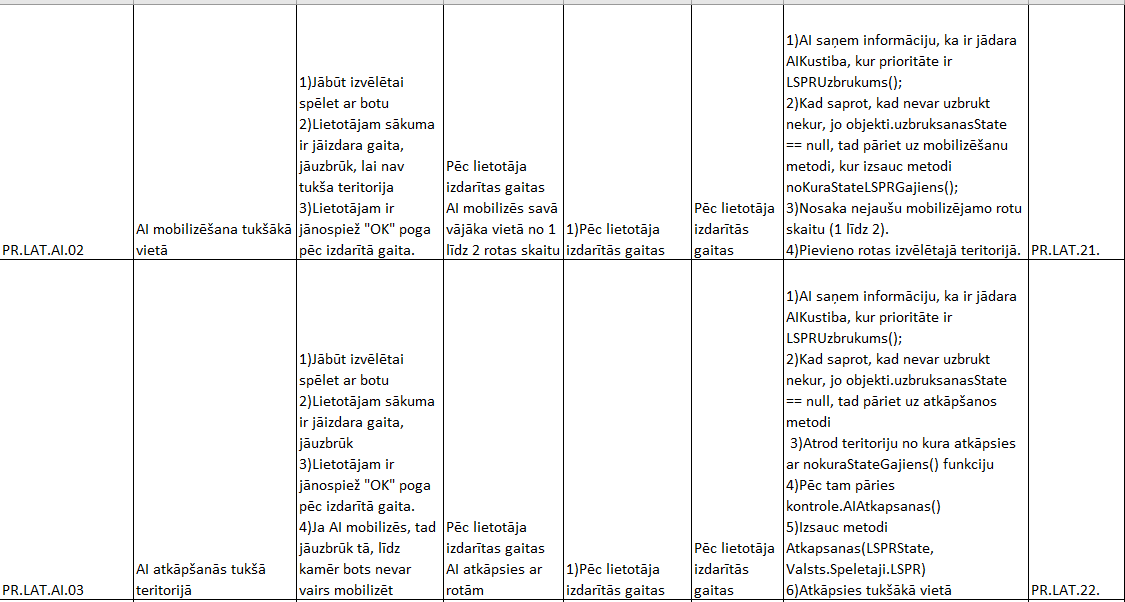 PR.LAT.AI.02
AI mobilizēšana tukšākā
vietā
1)Jābūt izvēlētai
spēlet ar botu
2)Lietotājam sākuma
ir jāizdara gaita,
jāuzbrūk, lai nav
tukša teritorija
3)Lietotājam ir
jānospiež "OK" poga
pēc izdarītā gaita.
Pēc lietotāja
izdarītas gaitas
AI mobilizēs savā
vājāka vietā no 1
līdz 2 rotas skaitu
1)Pēc lietotāja
izdarītās gaitas
Pēc lietotāja
izdarītās
gaitas
1)AI saņem informāciju, ka ir jādara
AIKustiba, kur prioritāte ir
LSPRUzbrukums();
2)Kad saprot, kad nevar uzbrukt
nekur, jo objekti.uzbruksanasState
== null, tad pāriet uz mobilizēšanu
metodi, kur izsauc metodi
noKuraStateLSPRGajiens();
3)Nosaka nejaušu mobilizējamo rotu
skaitu (1 līdz 2).
4)Pievieno rotas izvēlētajā teritorijā.
PR.LAT.21.
PR.LAT.AI.03
AI atkāpšanās tukšā
teritorijā
1)Jābūt izvēlētai
spēlet ar botu
2)Lietotājam sākuma
ir jāizdara gaita,
jāuzbrūk
3)Lietotājam ir
jānospiež "OK" poga
pēc izdarītā gaita.
4)Ja AI mobilizēs, tad
jāuzbrūk tā, līdz
kamēr bots nevar
vairs mobilizēt
Pēc lietotāja
izdarītas gaitas
AI atkāpsies ar
rotām
1)Pēc lietotāja
izdarītās gaitas
Pēc lietotāja
izdarītās
gaitas
1)AI saņem informāciju, ka ir jādara
AIKustiba, kur prioritāte ir
LSPRUzbrukums();
2)Kad saprot, kad nevar uzbrukt
nekur, jo objekti.uzbruksanasState
== null, tad pāriet uz atkāpšanos
metodi
3)Atrod teritoriju no kura atkāpsies
ar nokuraStateGajiens() funkciju
4)Pēc tam pāries
kontrole.AIAtkapsanas()
5)Izsauc metodi
Atkapsanas(LSPRState,
Valsts.Speletaji.LSPR)
6)Atkāpsies tukšākā vietā
PR.LAT.22.